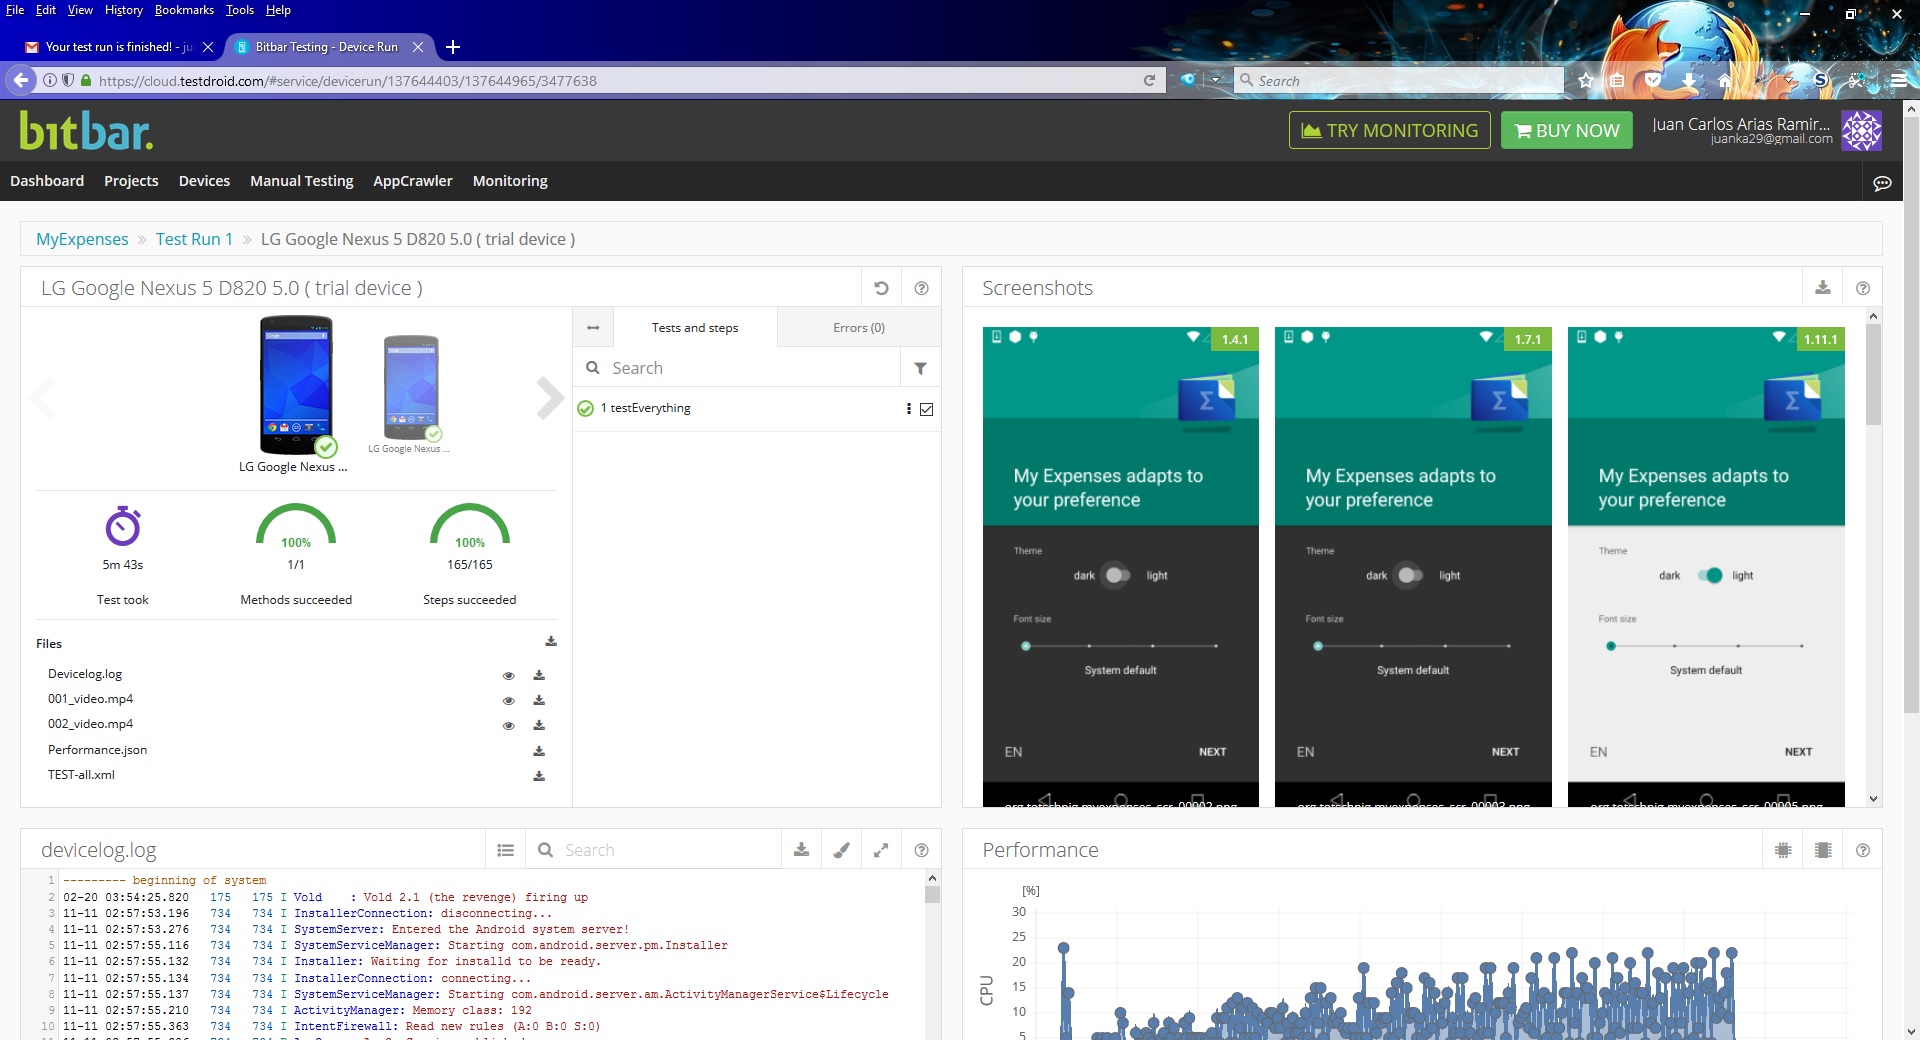 File Edit View History Bookmarks Tools Help
Your test run is finished! - ju
Bitbar Testing - Device Run
https://cloud.testdroid.com/#service/devicerun/137644403/137644965/3477638
Search
bitbar.
TRY MONITORING
BUY NOW
Juan Carlos Arias Ramir...
juanka29@gmail.com
Dashboard Projects Devices Manual Testing AppCrawler Monitoring
MyExpenses » Test Run 1 » LG Google Nexus 5 D820 5.0 ( trial device )
LG Google Nexus 5 D820 5.0 ( trial device )
LG Google Nexus ...
LG Google Nexus ...
100%
100%
5m 43s
1/1
165/165
Test took
Methods succeeded
Steps succeeded
Files
Devicelog.log
001_video.mp4
002_video.mp4
Performance.json
TEST-all.xml
Tests and steps
Errors (0)
Search
1 testEverything
Screenshots
1.4.1
My Expenses adapts to
your preference
Theme
dark light
Font size
System default
EN NEXT
org.totschnig.myexpenses-scr_00002.png
1.7.1
My Expenses adapts to
your preference
Theme
dark light
Font size
System default
EN NEXT
org.totschnig.myexpenses-scr_00003.png
1.11.1
My Expenses adapts to
your preference
Theme
dark light
Font size
System default
EN NEXT
org.totschnig.myexpenses-scr_00005.png
devicelog.log
Search
1 --------- beginning of system
2 02-20 03:54:25.820 175 175 I Vold : Vold 2.1 (the revenge) firing up
3 11-11 02:57:53.196 734 734 I InstallerConnection: disconnecting...
4 11-11 02:57:53.276 734 734 I SystemServer: Entered the Android system server!
5 11-11 02:57:55.116 734 734 I SystemServiceManager: Starting com.android.server.pm.Installer
6 11-11 02:57:55.132 734 734 I Installer: Waiting for installd to be ready.
7 11-11 02:57:55.134 734 734 I InstallerConnection: connecting...
8 11-11 02:57:55.137 734 734 I SystemServiceManager: Starting com.android.server.am.ActivityManagerService$Lifecycle
9 11-11 02:57:55.210 734 734 I ActivityManager: Memory class: 192
10 11-11 02:57:55.363 734 734 I IntentFirewall: Read new rules (A:0 B:0 S:0)
Performance
[%]
30
25
20
15
10
5
CPU